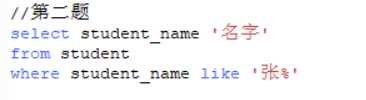 //第二题
select student_name '名字'
from student
where student_name like '张%'